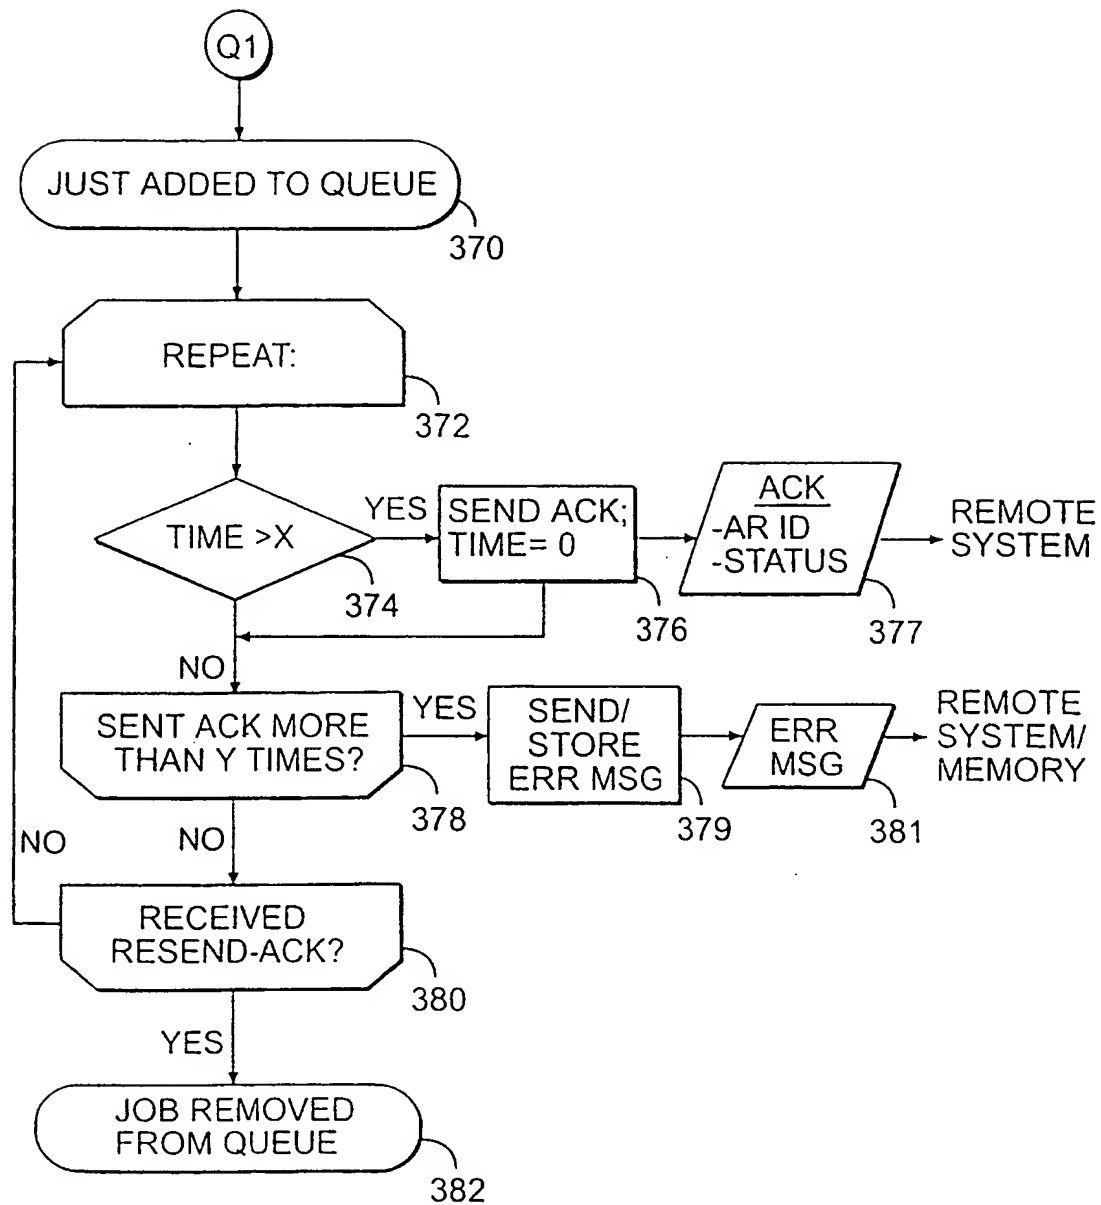 Q1
JUST ADDED TO QUEUE
370
REPEAT:
372
TIME >X
374
YES
SEND ACK;
TIME= 0
376
ACK
-AR ID
-STATUS
377
REMOTE
SYSTEM
NO
SENT ACK MORE
THAN Y TIMES?
378
YES
SEND/
STORE
ERR MSG
379
ERR
MSG
381
REMOTE
SYSTEM/
MEMORY
NO
NO
RECEIVED
RESEND-ACK?
380
YES
JOB REMOVED
FROM QUEUE
382